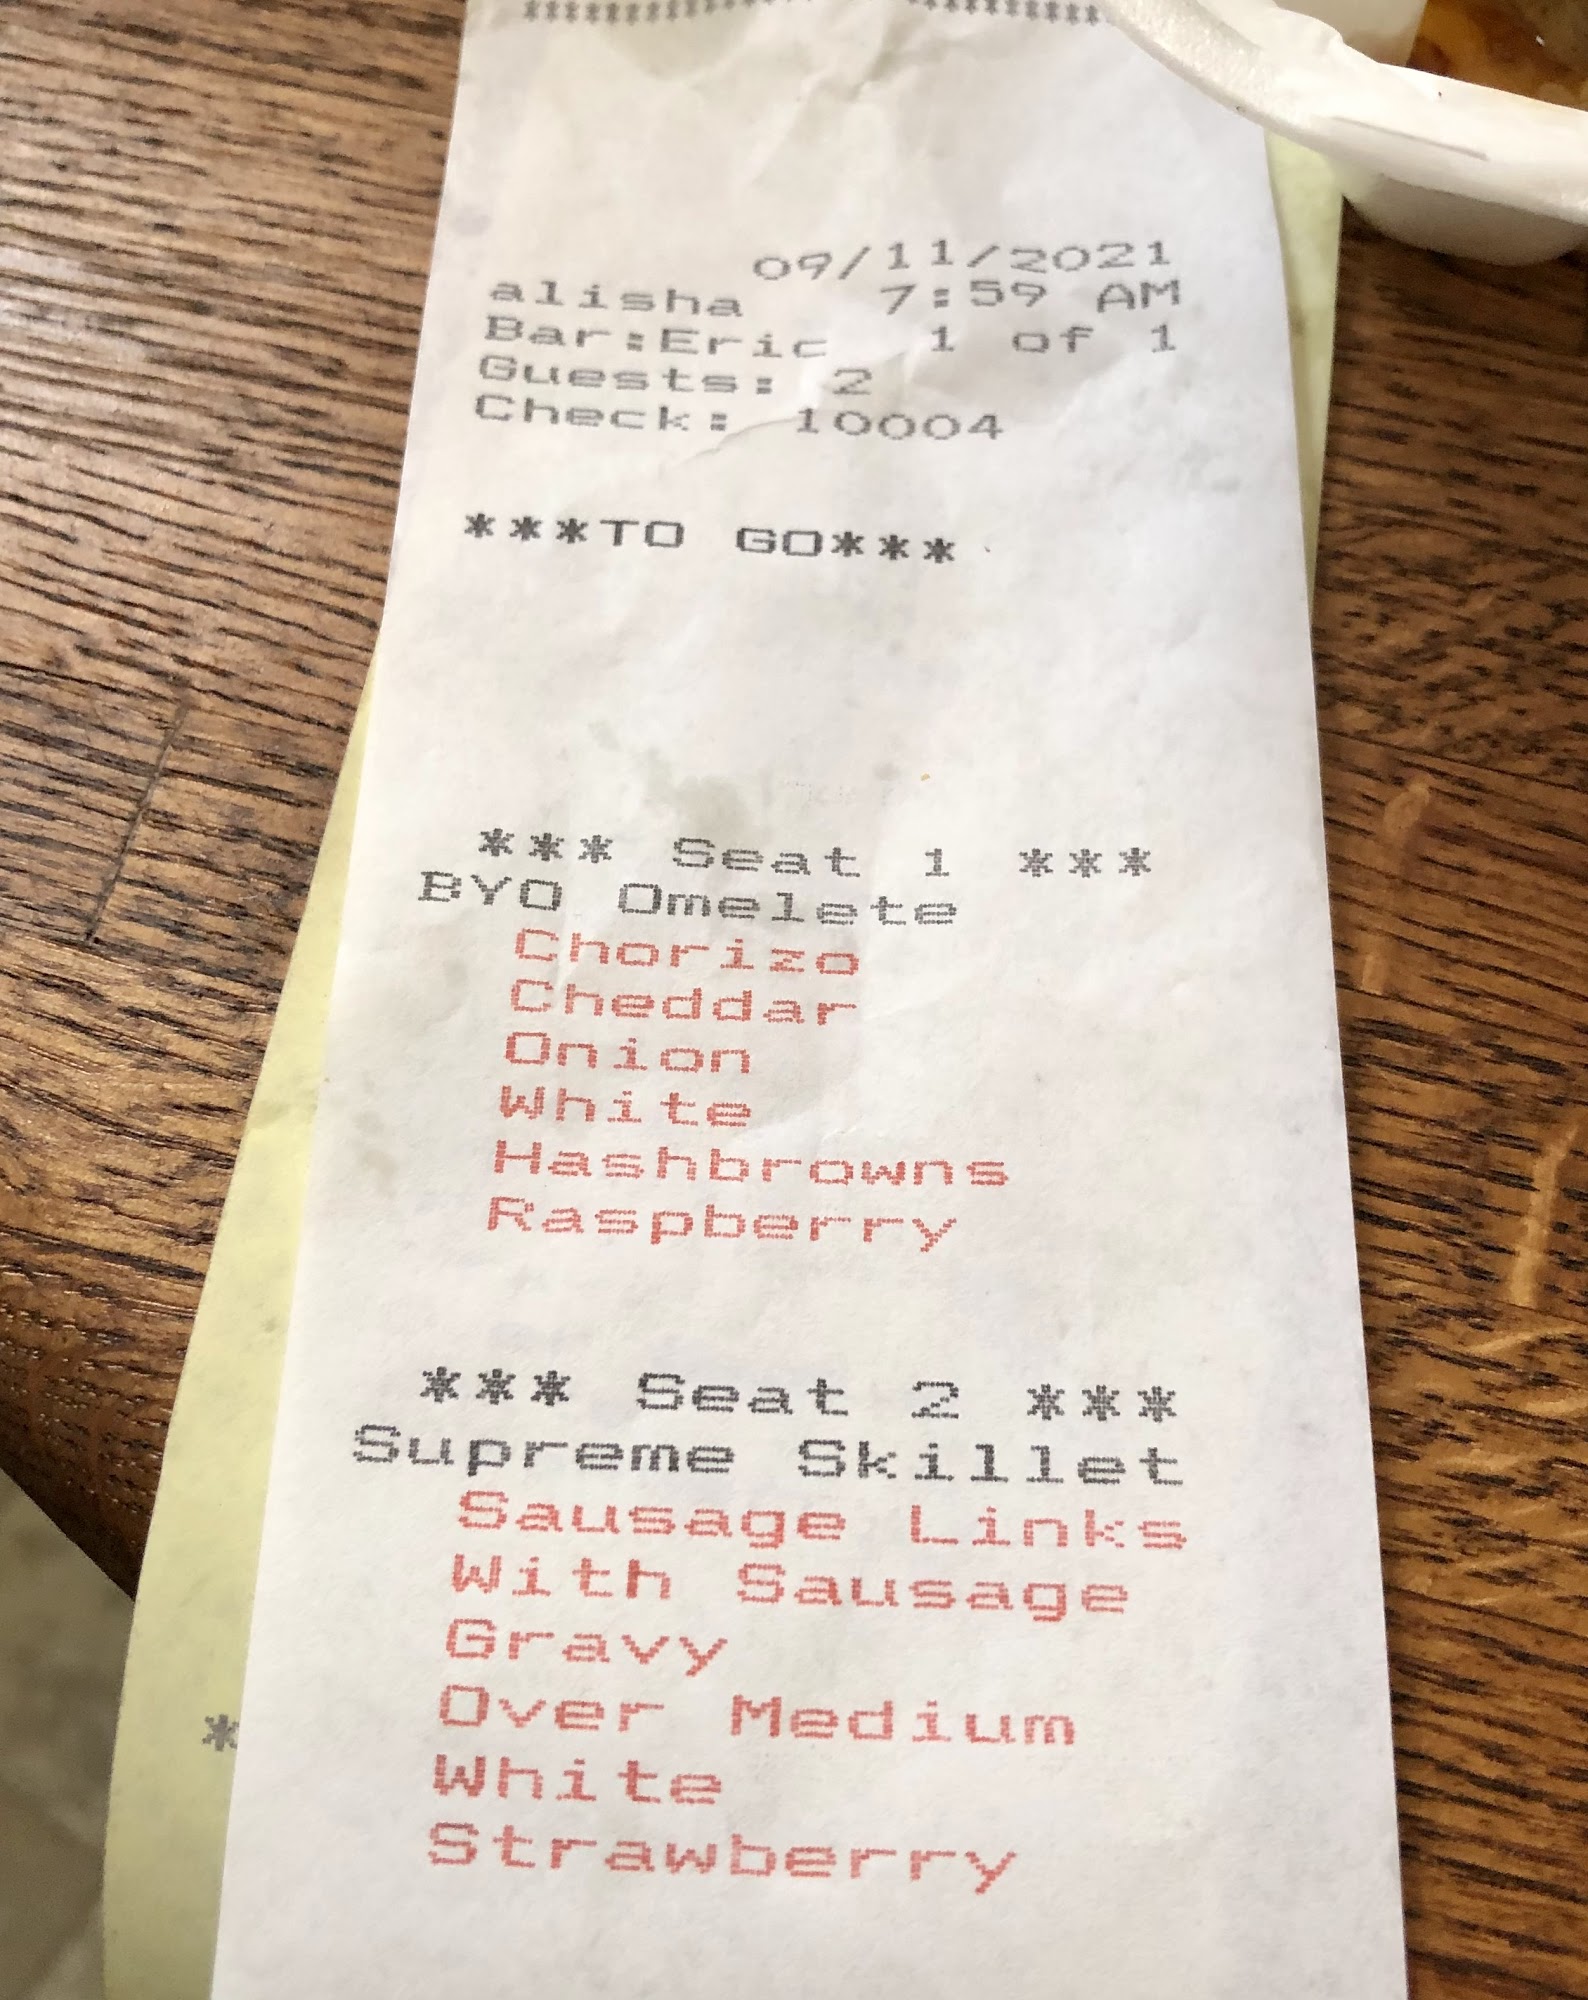 ******************************
09/11/2021
alisha 7:59 AM
Bar:Eric 1 of 1
Guests: 2
Check: 10004
***TO GO***
*** Seat 1 ***
BYO Omelete
Chorizo
Cheddar
Onion
White
Hashbrowns
Raspberry
*** Seat 2 ***
Supreme Skillet
Sausage Links
With Sausage
Gravy
Over Medium
*
White
Strawberry